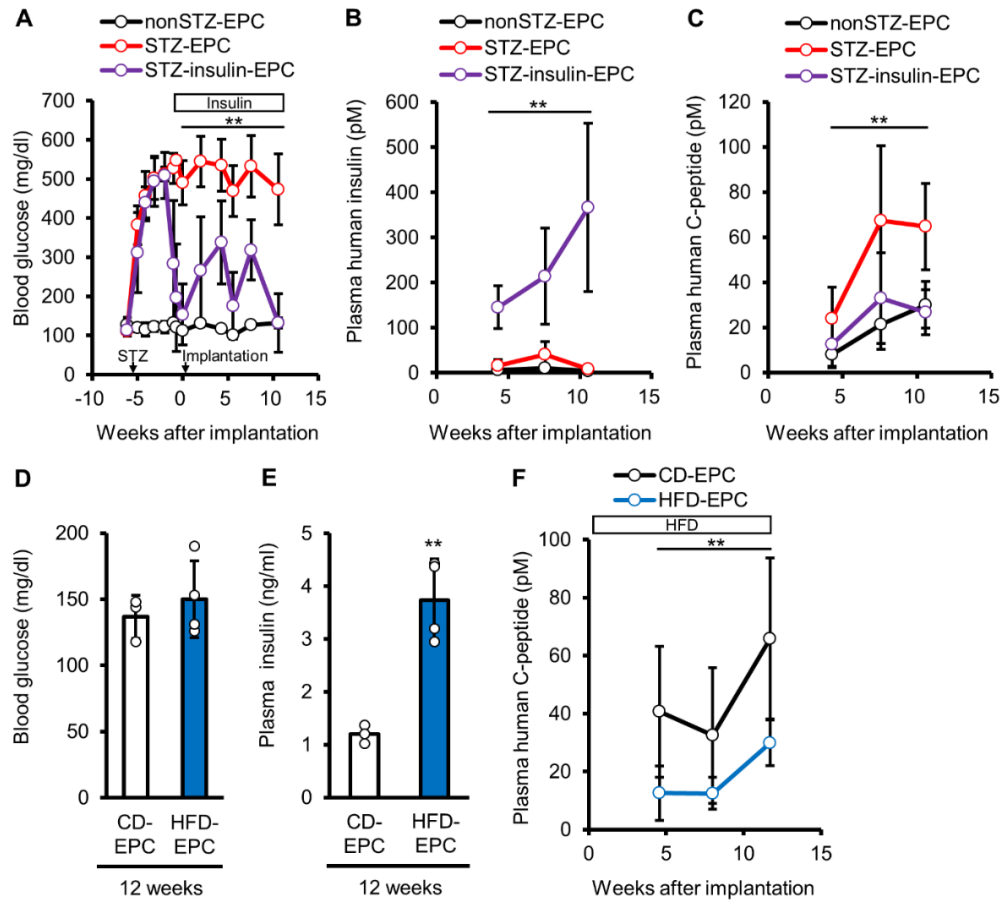 A
nonSTZ-EPC
STZ-EPC
STZ-insulin-EPC
Insulin
**
Blood glucose (mg/dl)
700
600
500
400
300
200
100
0
STZ
Implantation
-10 -5 0 5 10 15
Weeks after implantation
B
nonSTZ-EPC
STZ-EPC
STZ-insulin-EPC
**
Plasma human insulin (pM)
600
500
400
300
200
100
0
0 5 10 15
Weeks after implantation
C
nonSTZ-EPC
STZ-EPC
STZ-insulin-EPC
**
Plasma human C-peptide (pM)
120
100
80
60
40
20
0
0 5 10 15
Weeks after implantation
D
Blood glucose (mg/dl)
200
150
100
50
0
CD-
EPC
HFD-
EPC
12 weeks
E
Plasma insulin (ng/ml)
5
4
3
2
1
0
**
CD-
EPC
HFD-
EPC
12 weeks
F
CD-EPC
HFD-EPC
HFD
**
Plasma human C-peptide (pM)
100
80
60
40
20
0
0 5 10 15
Weeks after implantation